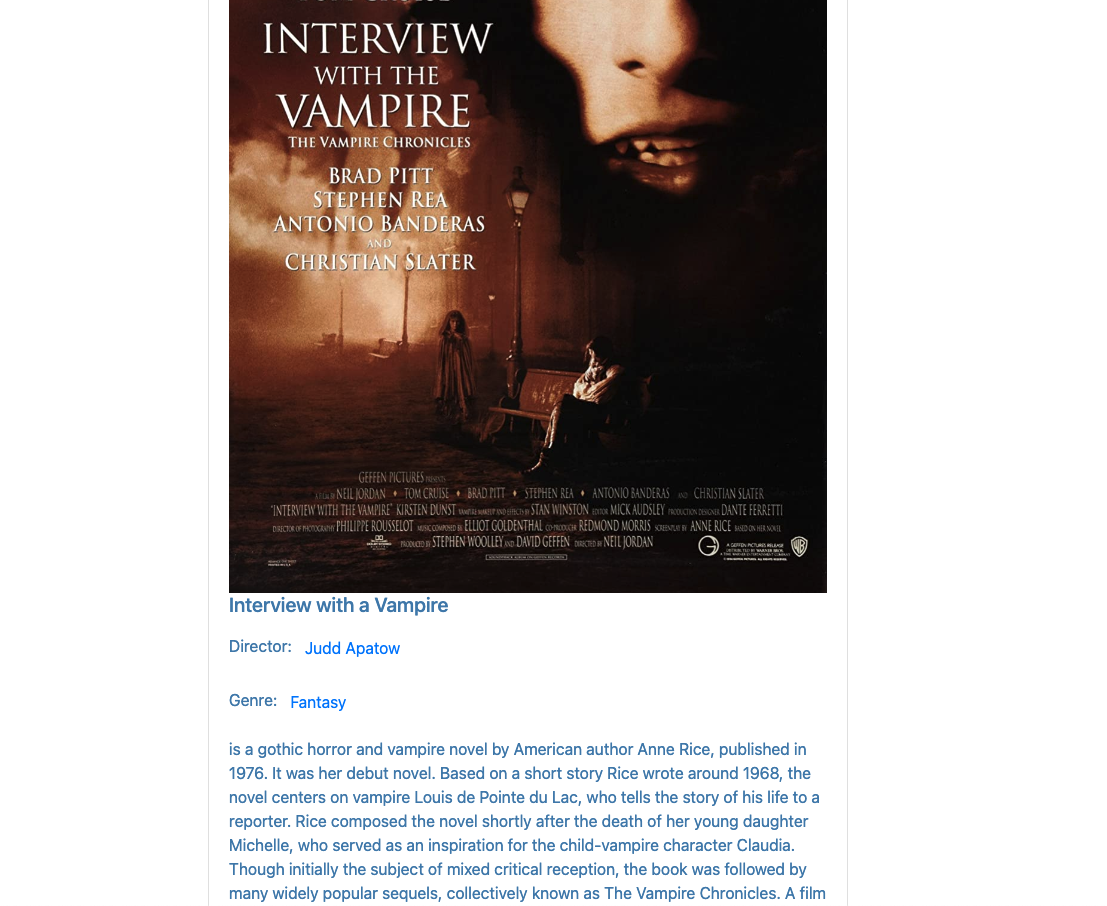 INTERVIEW
WITH THE
VAMPIRE
THE VAMPIRE CHRONICLES
BRAD PITT
STEPHEN REA
ANTONIO BANDERAS
AND
CHRISTIAN SLATER
GEFFEN PICTURES PRESENTS
A FILM BY NEIL JORDAN • TOM CRUISE • BRAD PITT • STEPHEN REA • ANTONIO BANDERAS AND CHRISTIAN SLATER
"INTERVIEW WITH THE VAMPIRE" KIRSTEN DUNST VAMPIRE MAKEUP AND EFFECTS BY STAN WINSTON EDITOR MICK AUDSLEY PRODUCTION DESIGNER DANTE FERRETTI
DIRECTOR OF PHOTOGRAPHY PHILIPPE ROUSSELOT MUSIC COMPOSED BY ELLIOT GOLDENTHAL CO-PRODUCER REDMOND MORRIS SCREENPLAY BY ANNE RICE BASED ON HER NOVEL
PRODUCED BY STEPHEN WOOLLEY AND DAVID GEFFEN DIRECTED BY NEIL JORDAN
A GEFFEN PICTURES RELEASE
DISTRIBUTED BY WARNER BROS.
Interview with a Vampire
Director: Judd Apatow
Genre: Fantasy
is a gothic horror and vampire novel by American author Anne Rice, published in
1976. It was her debut novel. Based on a short story Rice wrote around 1968, the
novel centers on vampire Louis de Pointe du Lac, who tells the story of his life to a
reporter. Rice composed the novel shortly after the death of her young daughter
Michelle, who served as an inspiration for the child-vampire character Claudia.
Though initially the subject of mixed critical reception, the book was followed by
many widely popular sequels, collectively known as The Vampire Chronicles. A film